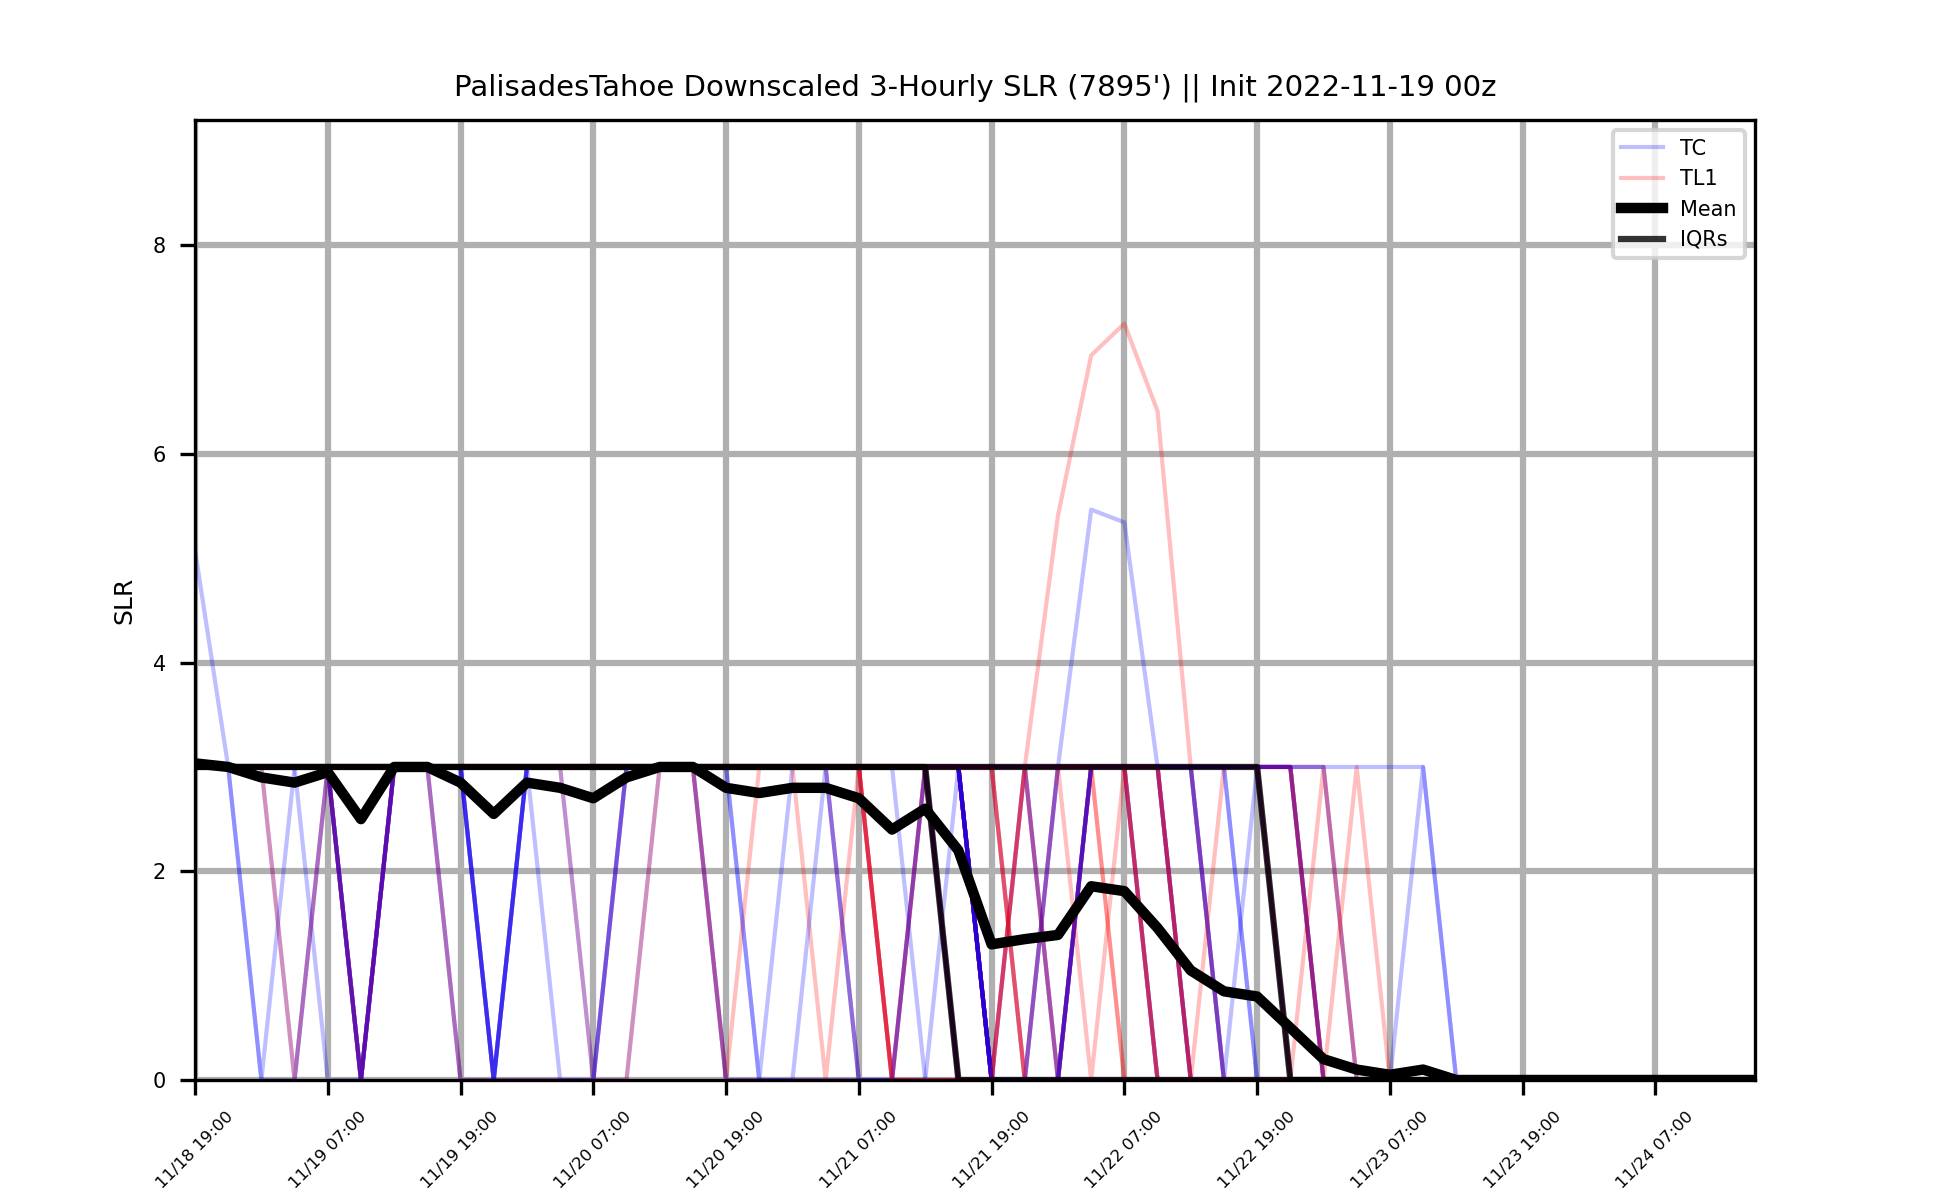 PalisadesTahoe Downscaled 3-Hourly SLR (7895') || Init 2022-11-19 00z
TC
TL1
Mean
IQRs
SLR
8
6
4
2
0
11/18 19:00
11/19 07:00
11/19 19:00
11/20 07:00
11/20 19:00
11/21 07:00
11/21 19:00
11/22 07:00
11/22 19:00
11/23 07:00
11/23 19:00
11/24 07:00